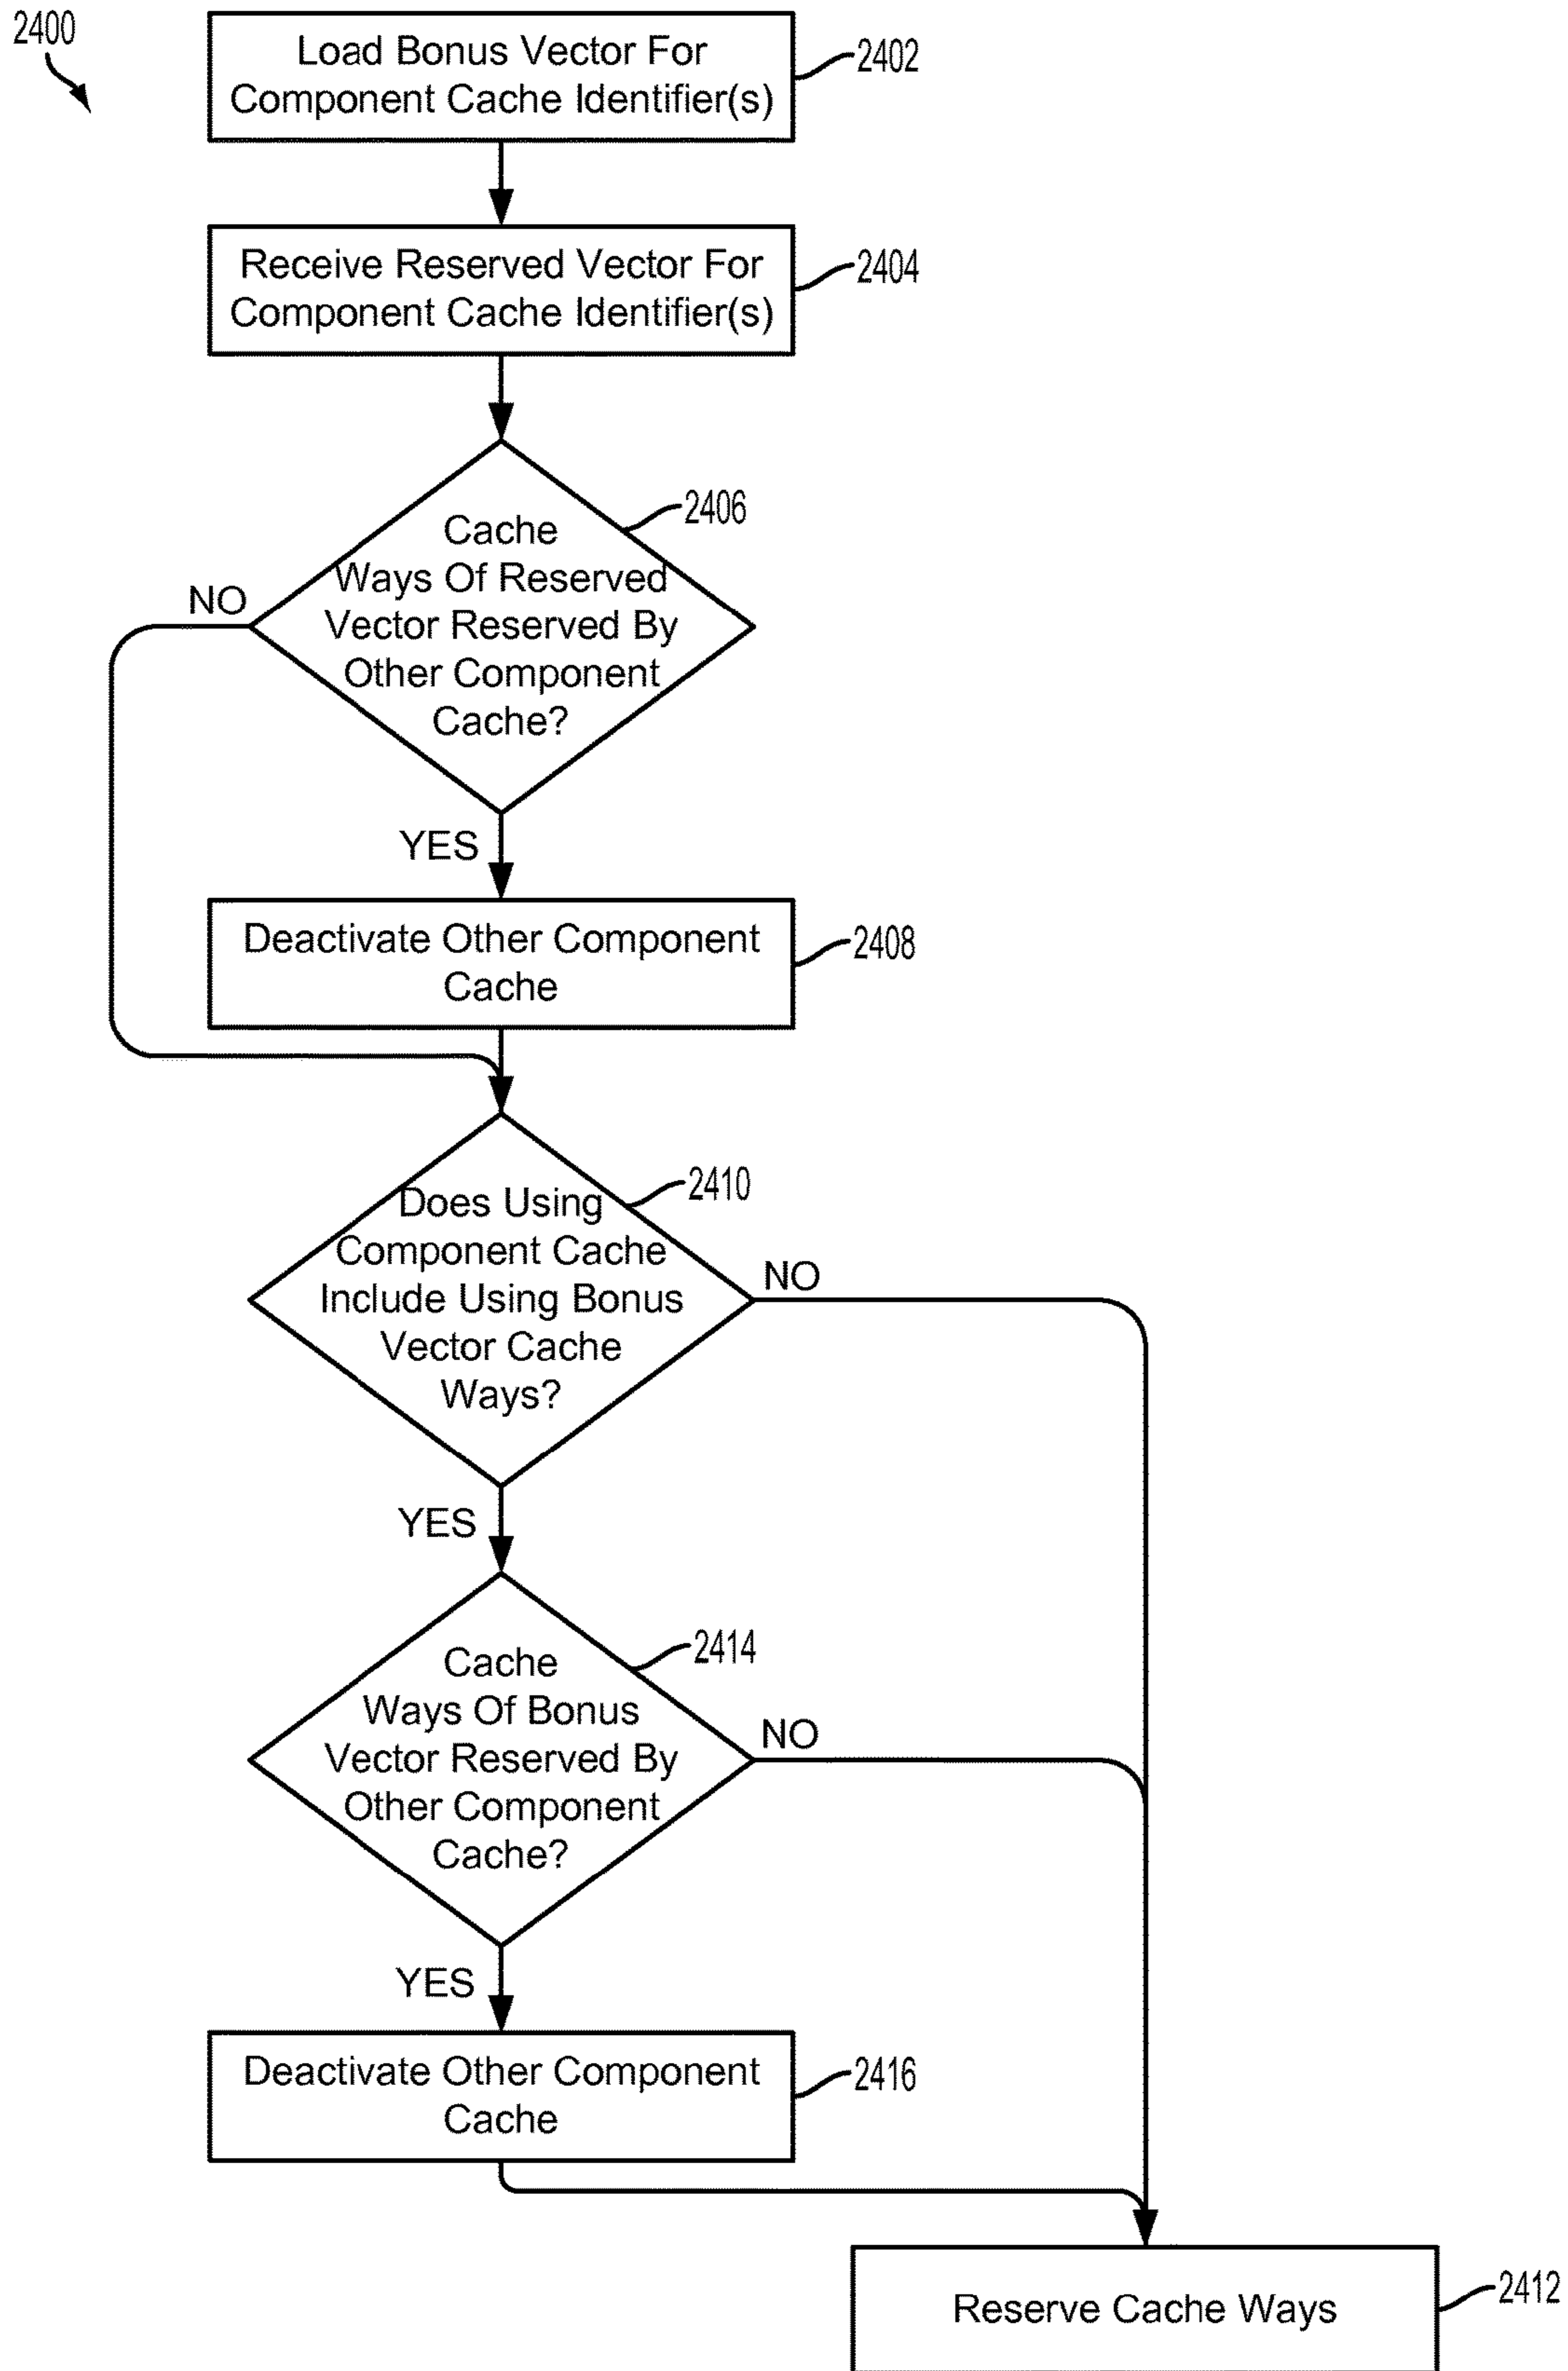 2400
Load Bonus Vector For
Component Cache Identifier(s)
2402
Receive Reserved Vector For
Component Cache Identifier(s)
2404
2406
Cache
Ways Of Reserved
Vector Reserved By
Other Component
Cache?
NO
YES
Deactivate Other Component
Cache
2408
2410
Does Using
Component Cache
Include Using Bonus
Vector Cache
Ways?
NO
YES
2414
Cache
Ways Of Bonus
Vector Reserved By
Other Component
Cache?
NO
YES
Deactivate Other Component
Cache
2416
Reserve Cache Ways
2412